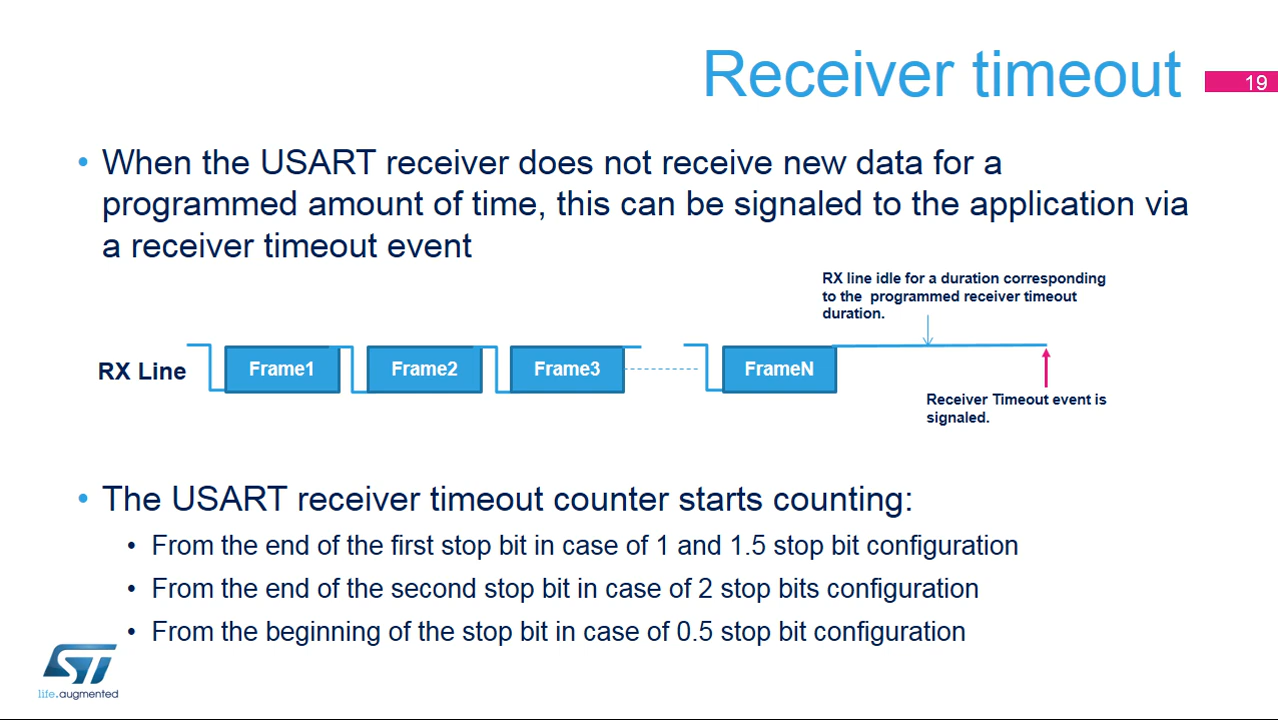 Receiver timeout
19
• When the USART receiver does not receive new data for a
programmed amount of time, this can be signaled to the application via
a receiver timeout event
RX line idle for a duration corresponding
to the programmed receiver timeout
duration.
RX Line
Frame1
Frame2
Frame3
FrameN
Receiver Timeout event is
signaled.
• The USART receiver timeout counter starts counting:
• From the end of the first stop bit in case of 1 and 1.5 stop bit configuration
• From the end of the second stop bit in case of 2 stop bits configuration
• From the beginning of the stop bit in case of 0.5 stop bit configuration
ST
life.augmented